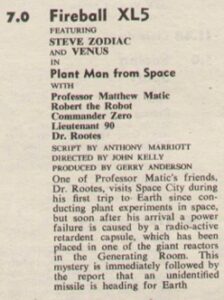 7.0 Fireball XL5
FEATURING
STEVE ZODIAC
AND VENUS
IN
Plant Man from Space
WITH
Professor Matthew Matic
Robert the Robot
Commander Zero
Lieutenant 90
Dr. Rootes
SCRIPT BY ANTHONY MARRIOTT
DIRECTED BY JOHN KELLY
PRODUCED BY GERRY ANDERSON
One of Professor Matic's friends,
Dr. Rootes, visits Space City during
his first trip to Earth since con-
ducting plant experiments in space,
but soon after his arrival a power
failure is caused by a radio-active
retardent capsule, which has been
placed in one of the giant reactors
in the Generating Room. This
mystery is immediately followed by
the report that an unidentified
missile is heading for Earth